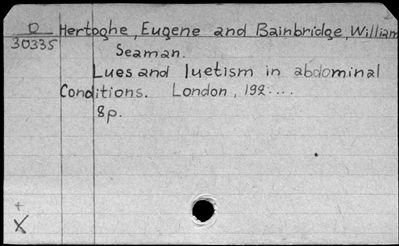 D Hertoghe, Eugene and Bainbridge, William
30335 Seaman.
Lues and luetism in abdominal
Conditions. London, 192....
8p.
+
X